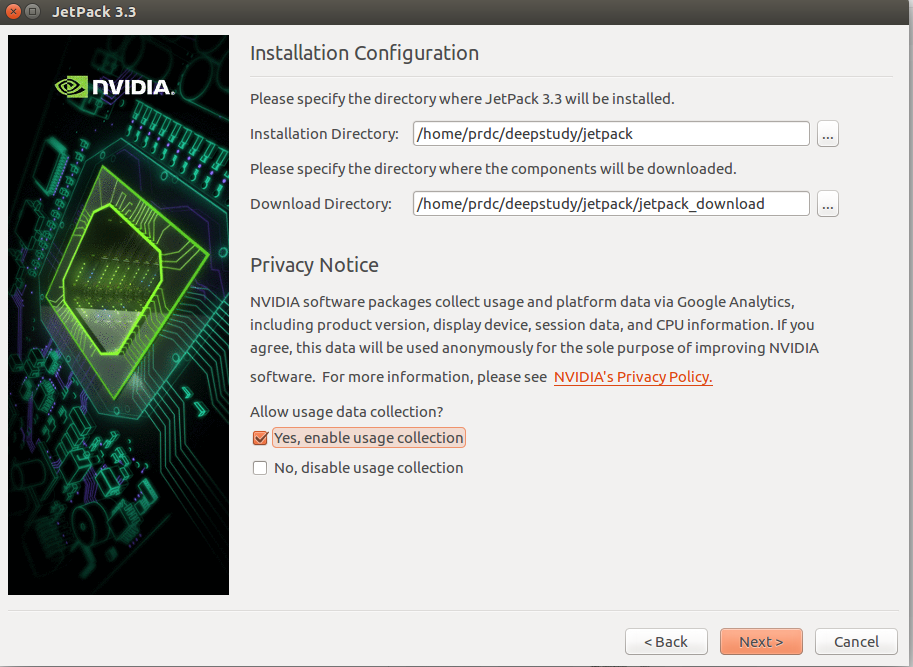 JetPack 3.3
NVIDIA.
Installation Configuration
Please specify the directory where JetPack 3.3 will be installed.
Installation Directory: /home/prdc/deepstudy/jetpack ...
Please specify the directory where the components will be downloaded.
Download Directory: /home/prdc/deepstudy/jetpack/jetpack_download ...
Privacy Notice
NVIDIA software packages collect usage and platform data via Google Analytics,
including product version, display device, session data, and CPU information. If you
agree, this data will be used anonymously for the sole purpose of improving NVIDIA
software. For more information, please see NVIDIA's Privacy Policy.
Allow usage data collection?
Yes, enable usage collection
No, disable usage collection
< Back Next > Cancel